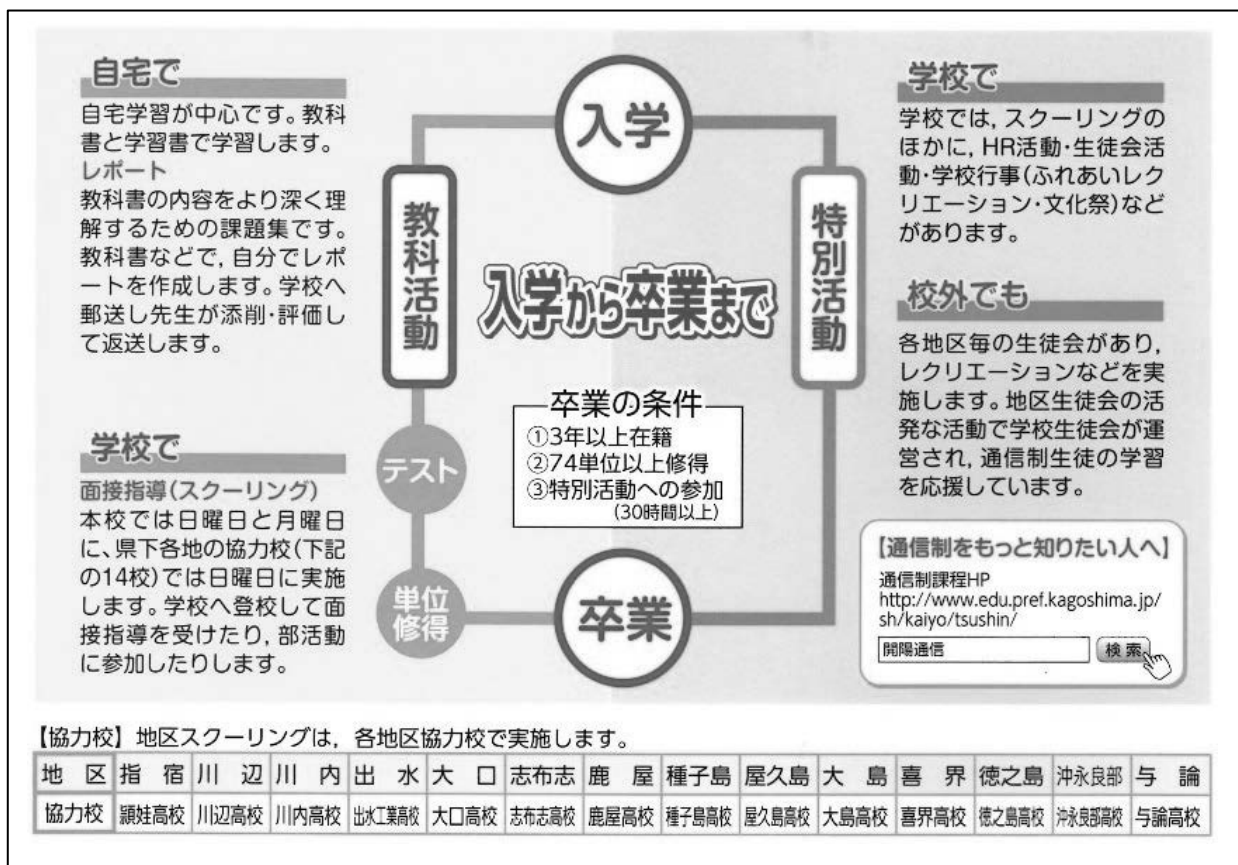 自宅で
自宅学習が中心です。教科
書と学習書で学習します。
レポート
教科書の内容をより深く理
解するための課題集です。
教科書などで，自分でレポ
ートを作成します。学校へ
郵送し先生が添削・評価し
て返送します。
学校で
面接指導（スクーリング）
本校では日曜日と月曜日
に、県下各地の協力校（下記
の14校）では日曜日に実施
します。学校へ登校して面
接指導を受けたり，部活動
に参加したりします。
入学
教科活動
特別活動
入学から卒業まで
卒業の条件
①3年以上在籍
②74単位以上修得
③特別活動への参加
（30時間以上）
テスト
単位
修得
卒業
学校で
学校では，スクーリングの
ほかに，HR活動・生徒会活
動・学校行事（ふれあいレク
リエーション・文化祭）など
があります。
校外でも
各地区毎の生徒会があり，
レクリエーションなどを実
施します。地区生徒会の活
発な活動で学校生徒会が運
営され，通信制生徒の学習
を応援しています。
【通信制をもっと知りたい人へ】
通信制課程HP
http://www.edu.pref.kagoshima.jp/
sh/kaiyo/tsushin/
開陽通信 検索
【協力校】地区スクーリングは，各地区協力校で実施します。
地区 指宿 川辺 川内 出水 大口 志布志 鹿屋 種子島 屋久島 大島 喜界 徳之島 沖永良部 与論
協力校 頴娃高校 川辺高校 川内高校 出水工業高校 大口高校 志布志高校 鹿屋高校 種子島高校 屋久島高校 大島高校 喜界高校 徳之島高校 沖永良部高校 与論高校